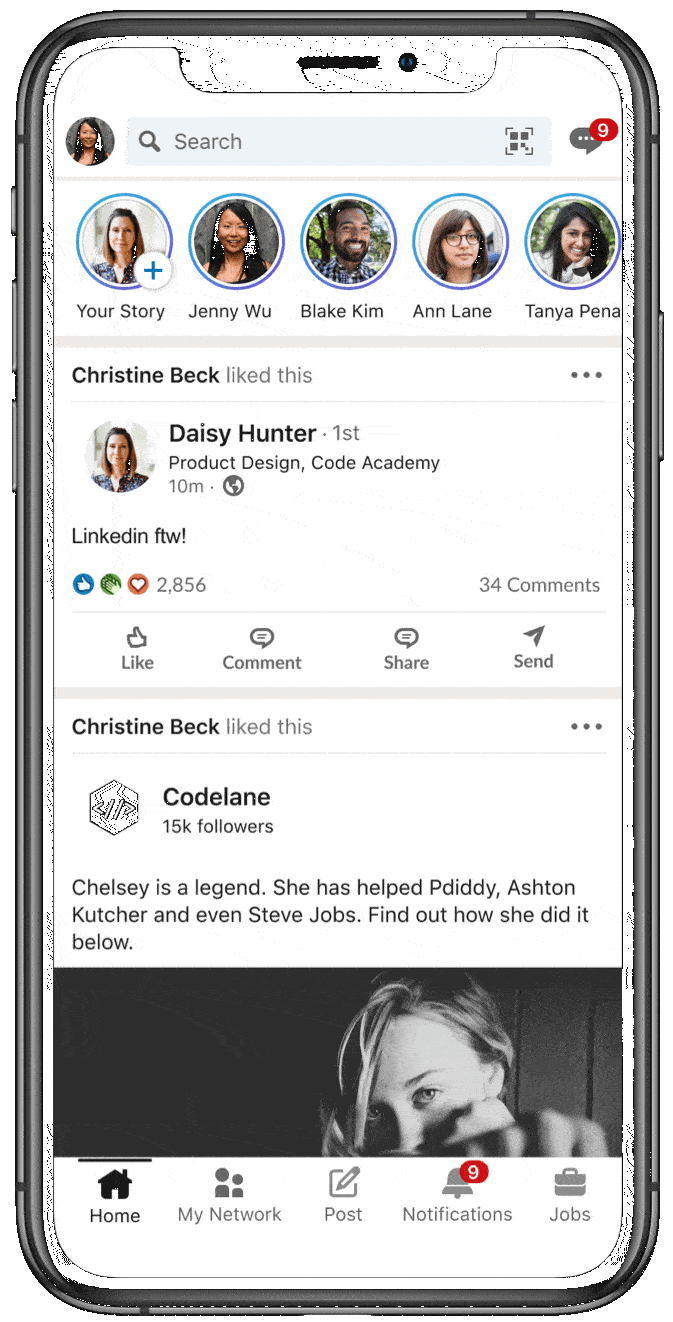 9
Search
Your Story Jenny Wu Blake Kim Ann Lane Tanya Pena
Christine Beck liked this
Daisy Hunter · 1st
Product Design, Code Academy
10m ·
Linkedin ftw!
2,856 34 Comments
Like Comment Share Send
Christine Beck liked this
Codelane
15k followers
Chelsey is a legend. She has helped Pdiddy, Ashton
Kutcher and even Steve Jobs. Find out how she did it
below.
9
Home My Network Post Notifications Jobs